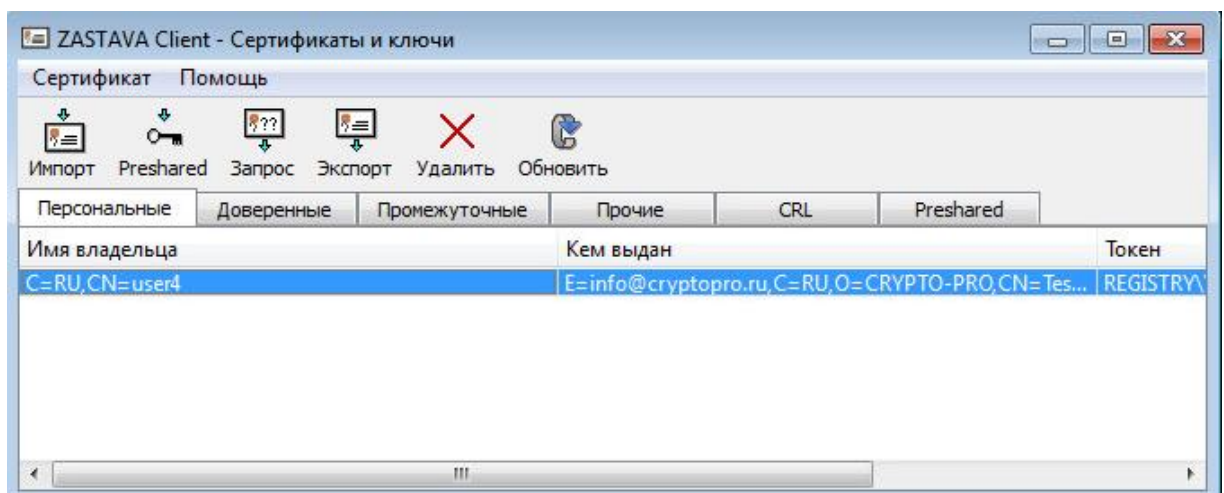 ZASTAVA Client - Сертификаты и ключи
Сертификат Помощь
??
Импорт Preshared Запрос Экспорт Удалить Обновить
Персональные Доверенные Промежуточные Прочие CRL Preshared
Имя владельца Кем выдан Токен
C=RU,CN=user4 E=info@cryptopro.ru,C=RU,O=CRYPTO-PRO,CN=Tes... REGISTRY\